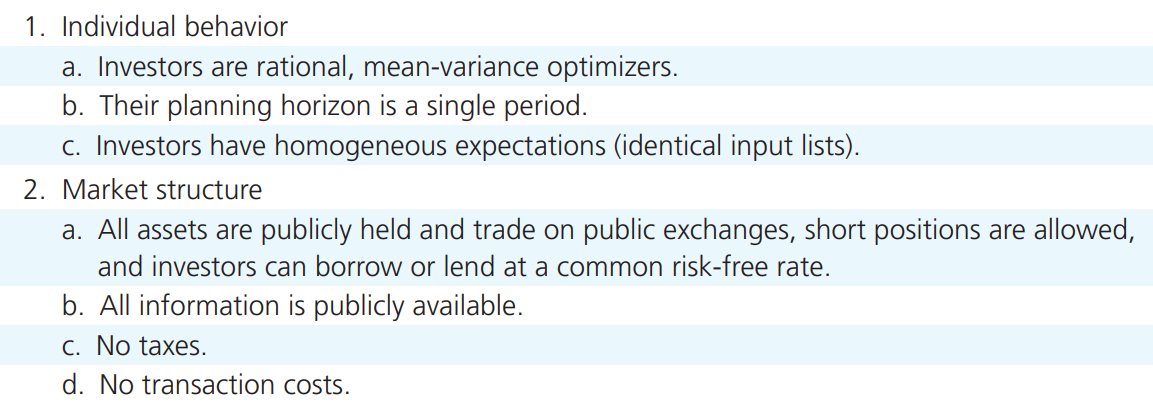 1. Individual behavior
a. Investors are rational, mean-variance optimizers.
b. Their planning horizon is a single period.
c. Investors have homogeneous expectations (identical input lists).
2. Market structure
a. All assets are publicly held and trade on public exchanges, short positions are allowed,
and investors can borrow or lend at a common risk-free rate.
b. All information is publicly available.
c. No taxes.
d. No transaction costs.